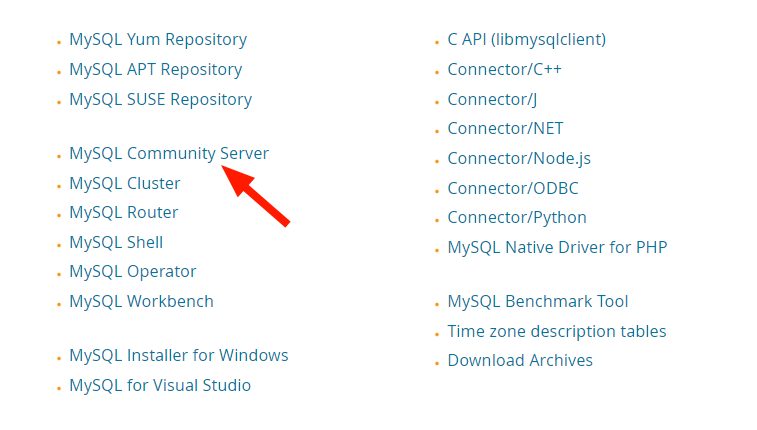 MySQL Yum Repository
MySQL APT Repository
MySQL SUSE Repository
MySQL Community Server
MySQL Cluster
MySQL Router
MySQL Shell
MySQL Operator
MySQL Workbench
MySQL Installer for Windows
MySQL for Visual Studio
C API (libmysqlclient)
Connector/C++
Connector/J
Connector/NET
Connector/Node.js
Connector/ODBC
Connector/Python
MySQL Native Driver for PHP
MySQL Benchmark Tool
Time zone description tables
Download Archives